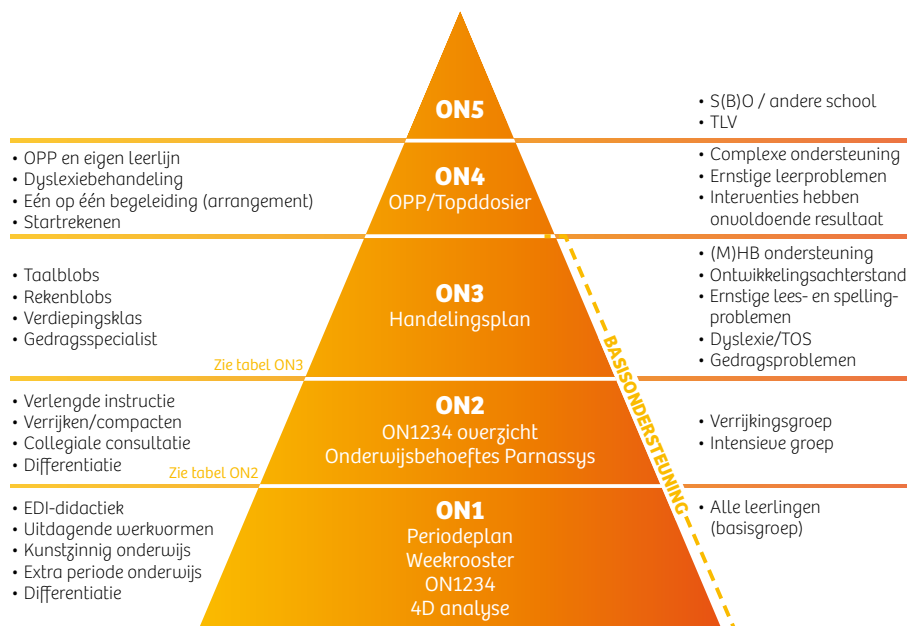 ON5
• S(B)O / andere school
• TLV
• OPP en eigen leerlijn
• Dyslexiebehandeling
• Eén op één begeleiding (arrangement)
• Startrekenen
ON4
OPP/Topddosier
• Complexe ondersteuning
• Ernstige leerproblemen
• Interventies hebben
onvoldoende resultaat
• Taalblobs
• Rekenblobs
• Verdiepingsklas
• Gedragsspecialist
Zie tabel ON3
ON3
Handelingsplan
• (M)HB ondersteuning
• Ontwikkelingsachterstand
• Ernstige lees- en spelling-
problemen
• Dyslexie/TOS
• Gedragsproblemen
BASISONDERSTEUNING
• Verlengde instructie
• Verrijken/compacten
• Collegiale consultatie
• Differentiatie
Zie tabel ON2
ON2
ON1234 overzicht
Onderwijsbehoeftes Parnassys
• Verrijkingsgroep
• Intensieve groep
• EDI-didactiek
• Uitdagende werkvormen
• Kunstzinnig onderwijs
• Extra periode onderwijs
• Differentiatie
ON1
Periodeplan
Weekrooster
ON1234
4D analyse
• Alle leerlingen
(basisgroep)